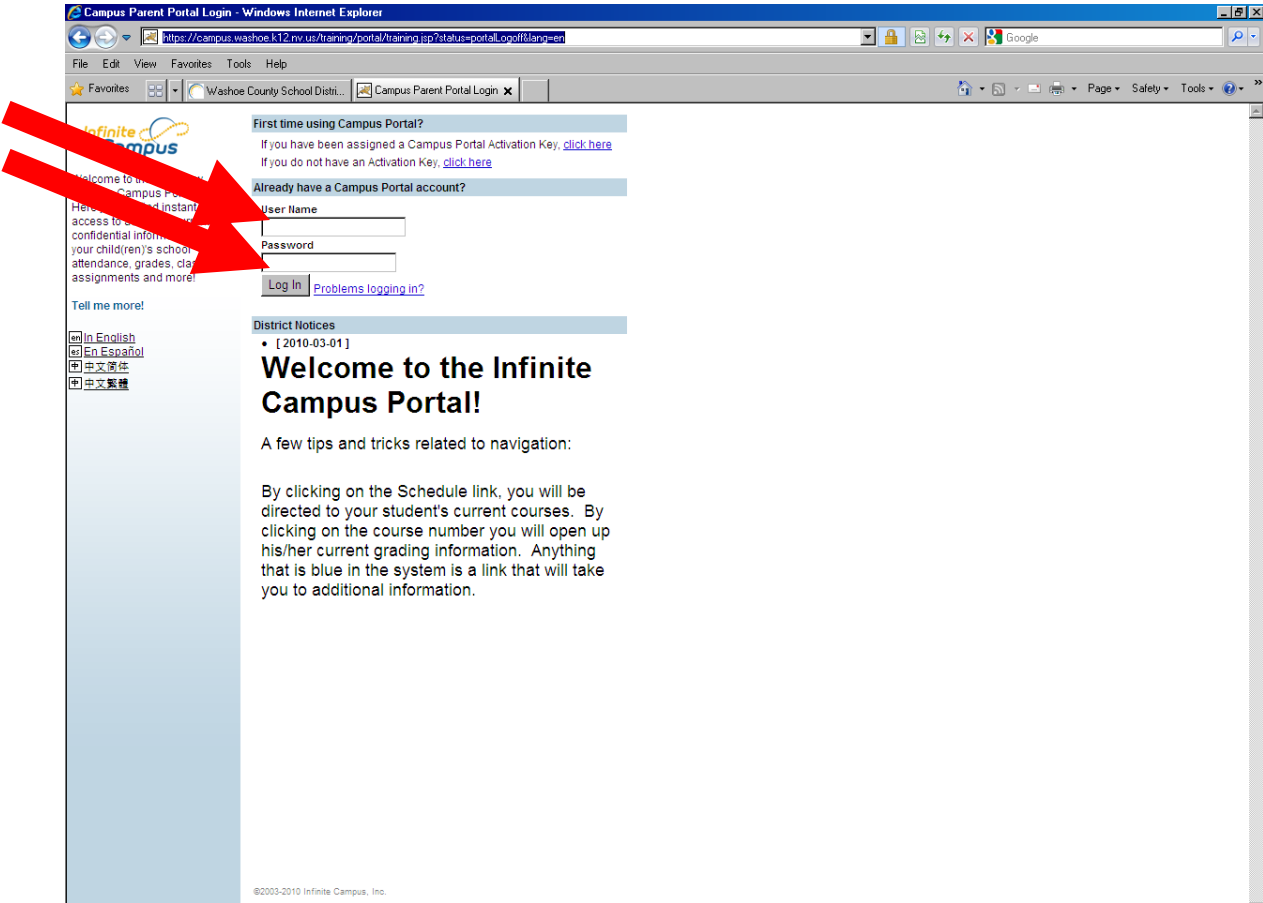 Campus Parent Portal Login - Windows Internet Explorer
https://campus.washoe.k12.nv.us/training/portal/training.jsp?status=portalLogoff&lang=en
Google
File Edit View Favorites Tools Help
Favorites
Washoe County School Distri...
Campus Parent Portal Login
Page Safety Tools
Infinite
First time using Campus Portal?
If you have been assigned a Campus Portal Activation Key, click here
If you do not have an Activation Key, click here
Already have a Campus Portal account?
User Name
Password
Log In Problems logging in?
Welcome to
Campus
instant
access to
confidential
your child(ren)'s school
attendance, grades,
assignments and more!
Tell me more!
en In English
es En Español
中 中文简体
中 中文繁體
District Notices
• [ 2010-03-01 ]
Welcome to the Infinite
Campus Portal!
A few tips and tricks related to navigation:
By clicking on the Schedule link, you will be
directed to your student's current courses. By
clicking on the course number you will open up
his/her current grading information. Anything
that is blue in the system is a link that will take
you to additional information.
©2003-2010 Infinite Campus, Inc.